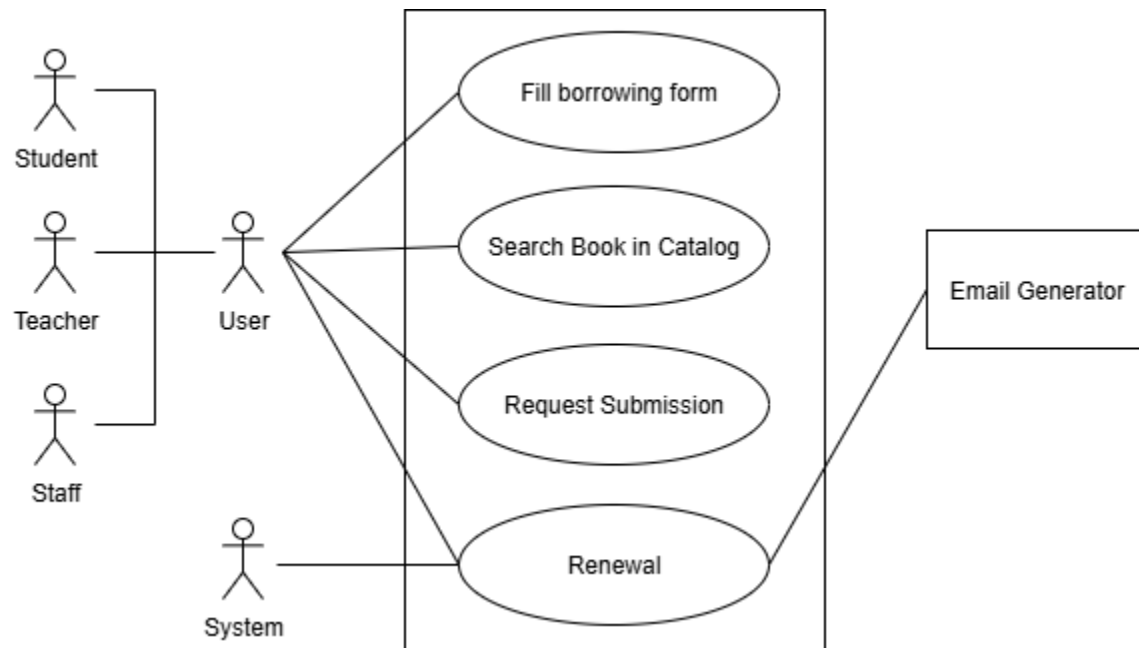 Fill borrowing form
Student
Search Book in Catalog
Teacher
User
Email Generator
Request Submission
Staff
Renewal
System